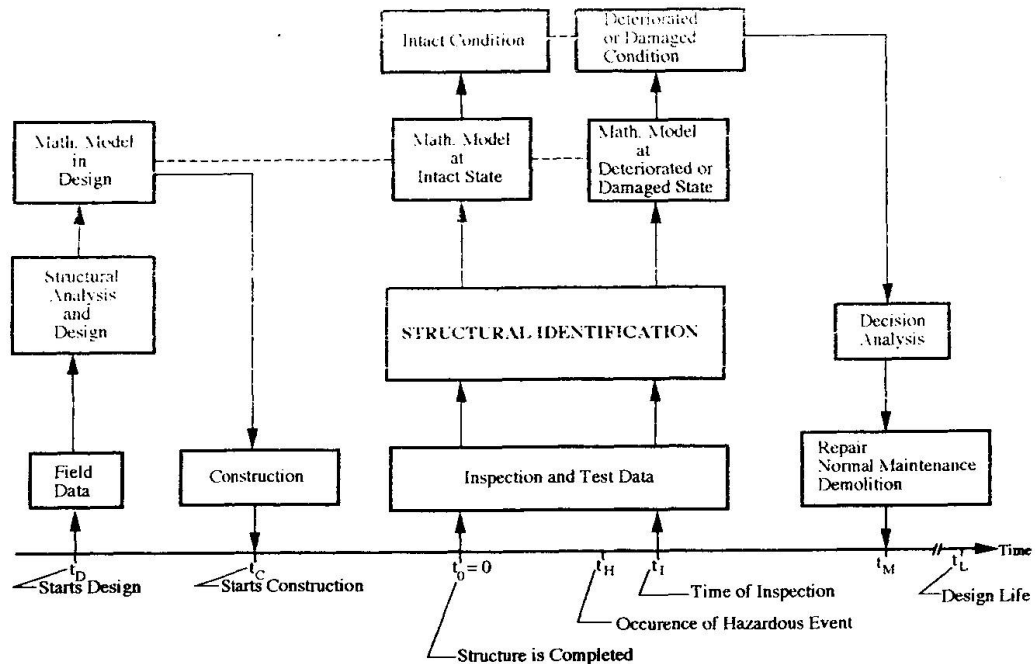 Intact Condition
Deteriorated
or Damaged
Condition
Math. Model
in
Design
Math. Model
at
Intact State
Math. Model
at
Deteriorated or
Damaged State
Structural
Analysis
and
Design
STRUCTURAL IDENTIFICATION
Decision
Analysis
Field
Data
Construction
Inspection and Test Data
Repair
Normal Maintenance
Demolition
Time
t_D
t_C
t_0 = 0
t_H
t_I
t_M
t_L
Starts Design
Starts Construction
Time of Inspection
Design Life
Occurence of Hazardous Event
Structure is Completed